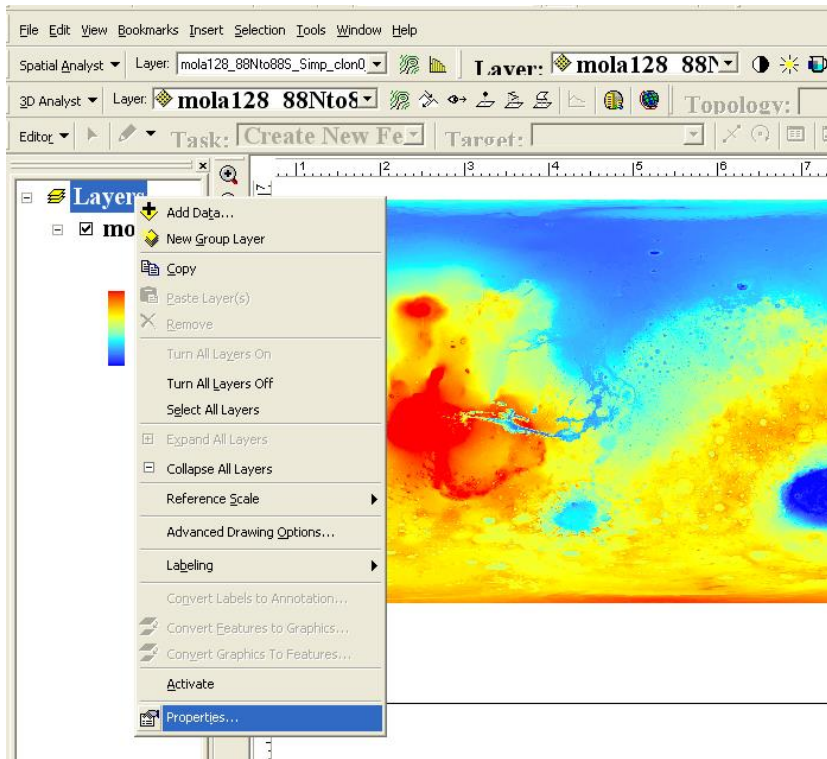 File Edit View Bookmarks Insert Selection Tools Window Help
Spatial Analyst Layer: mola128_88Nto88S_Simp_clon0_ Layer: mola128 88N
3D Analyst Layer: mola128 88Nto8 Topology:
Editor Task: Create New Fe Target:
1 2 3 4 5 6 7
Layers
mo
Add Data...
New Group Layer
Copy
Paste Layer(s)
Remove
Turn All Layers On
Turn All Layers Off
Select All Layers
Expand All Layers
Collapse All Layers
Reference Scale
Advanced Drawing Options...
Labeling
Convert Labels to Annotation...
Convert Features to Graphics...
Convert Graphics To Features...
Activate
Properties...